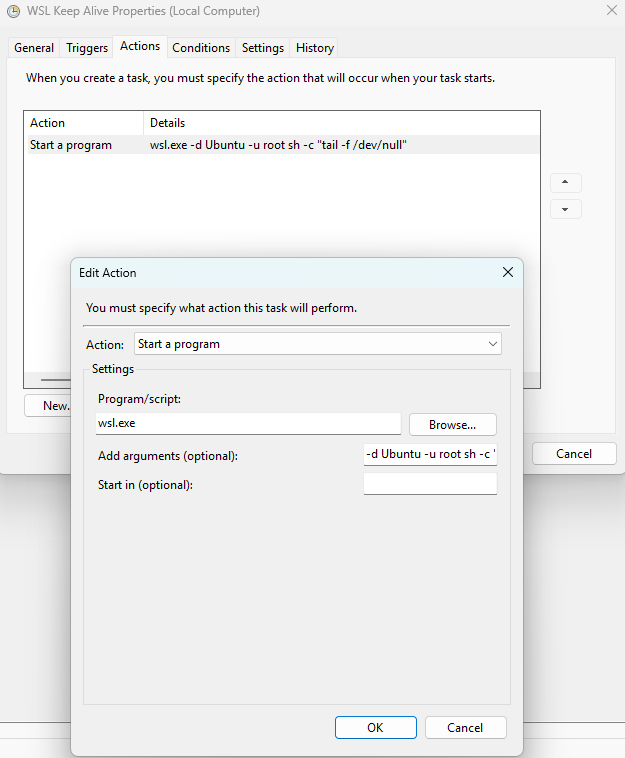 WSL Keep Alive Properties (Local Computer)
General Triggers Actions Conditions Settings History
When you create a task, you must specify the action that will occur when your task starts.
Action Details
Start a program wsl.exe -d Ubuntu -u root sh -c "tail -f /dev/null"
New.
Cancel
Edit Action
You must specify what action this task will perform.
Action: Start a program
Settings
Program/script:
wsl.exe Browse...
Add arguments (optional): -d Ubuntu -u root sh -c '
Start in (optional):
OK Cancel